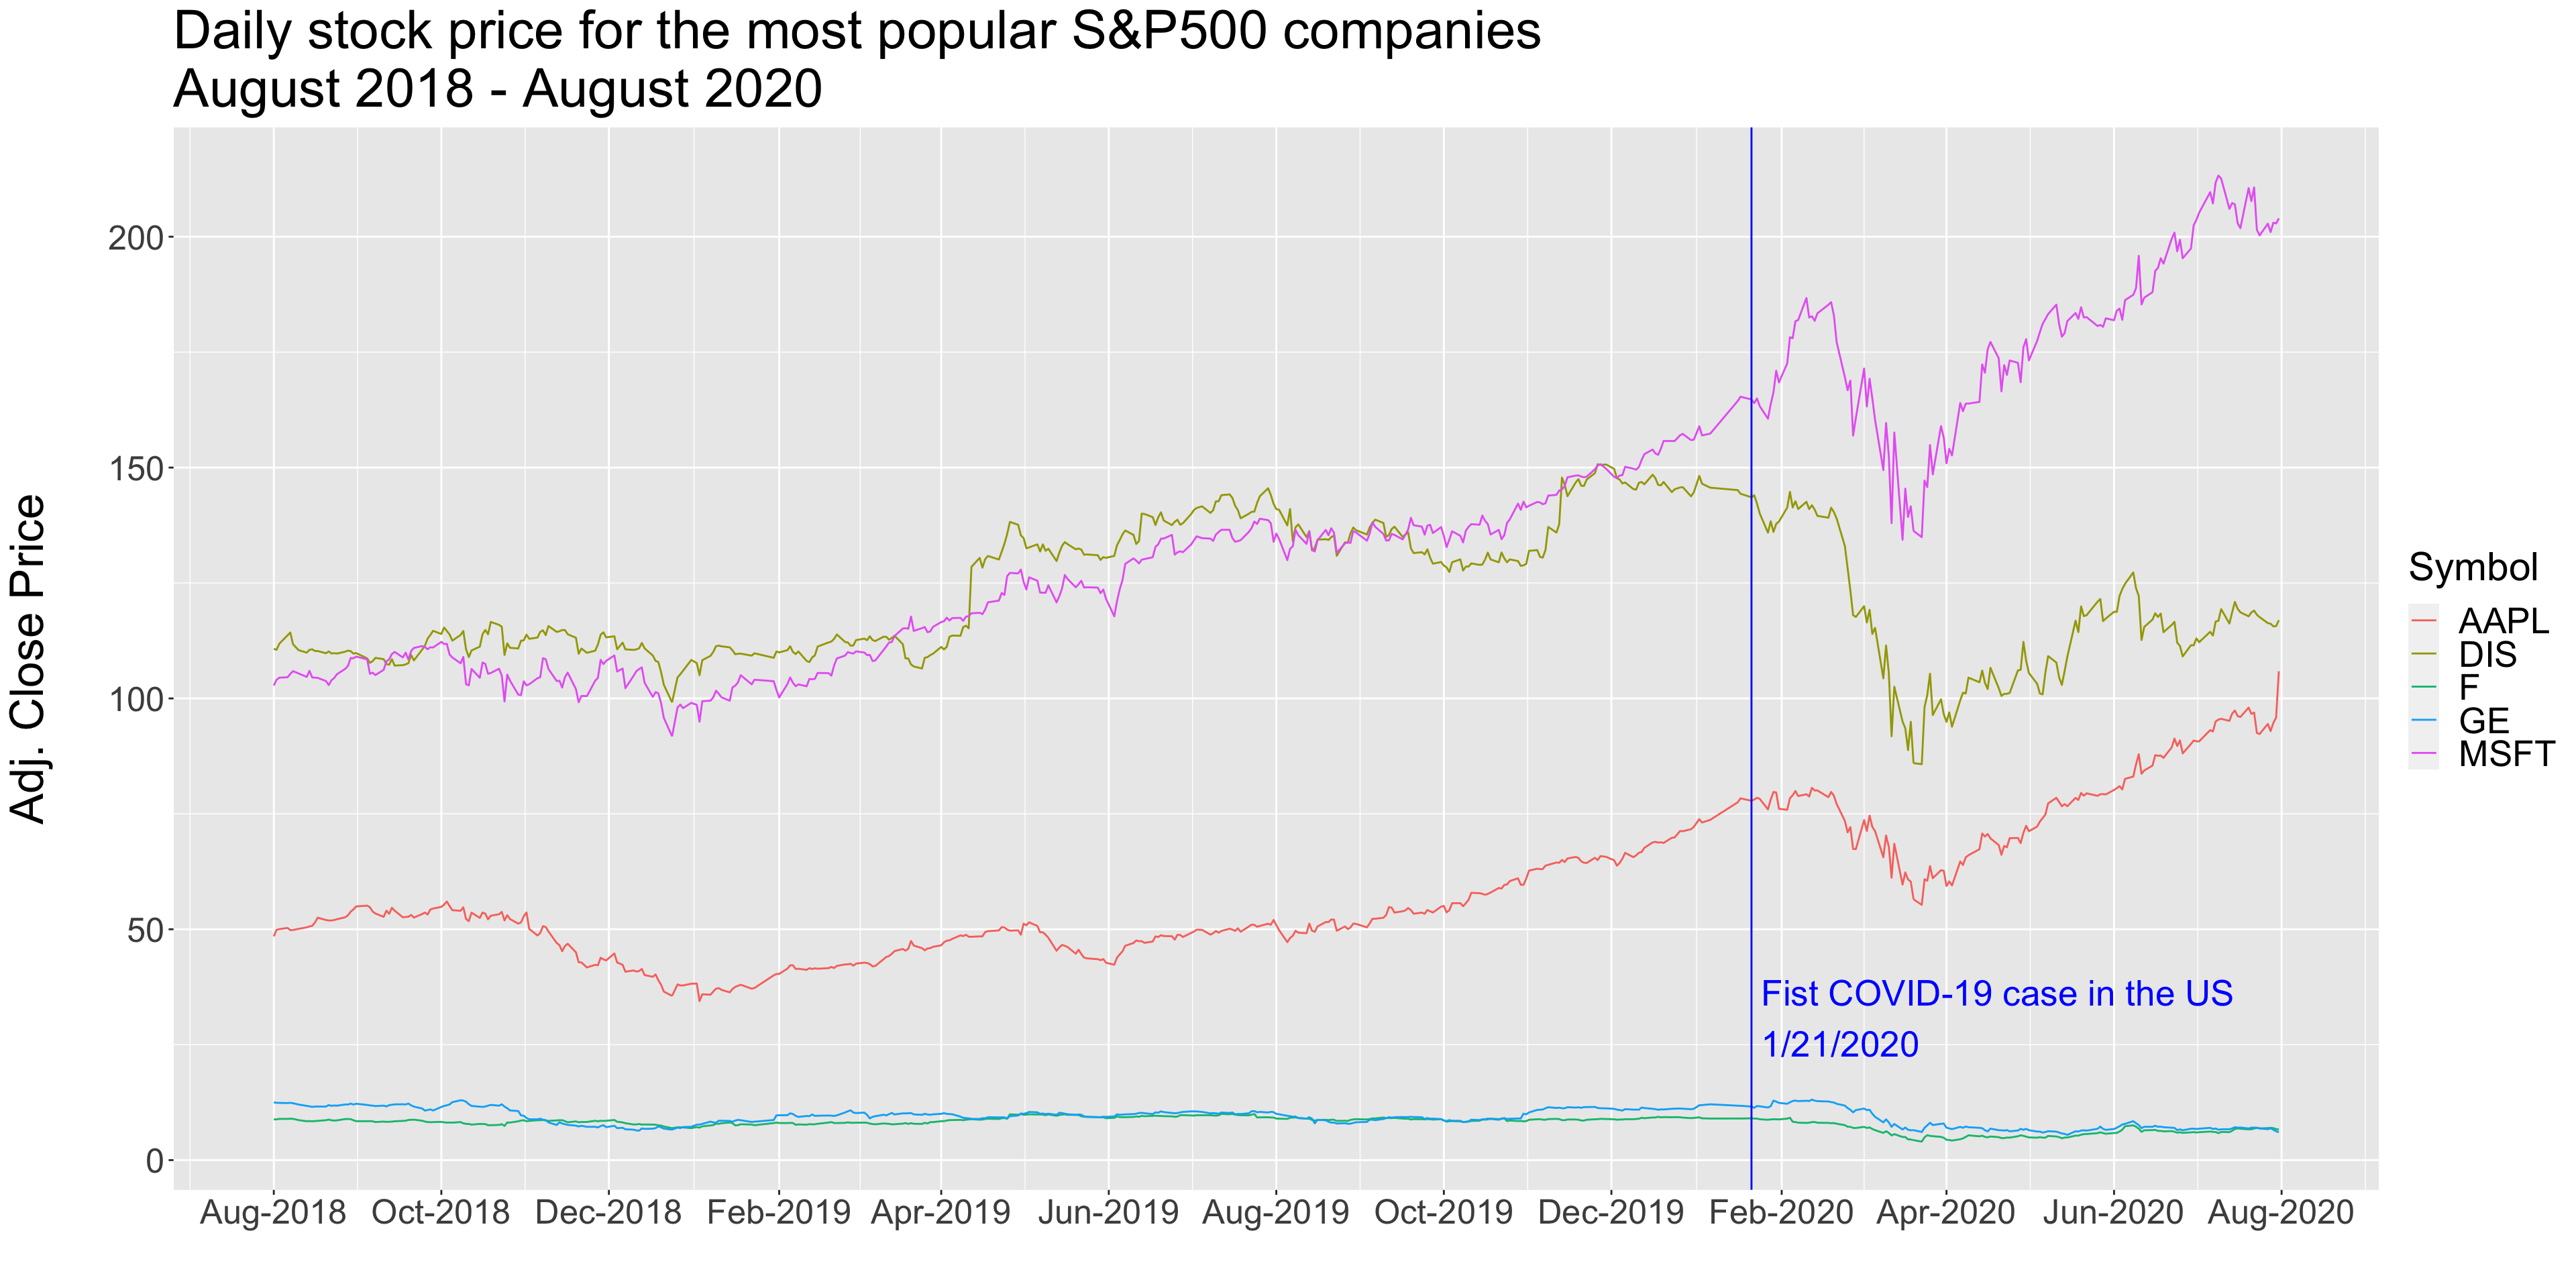 Daily stock price for the most popular S&P500 companies
August 2018 - August 2020
Adj. Close Price
200
150
100
50
0
Fist COVID-19 case in the US
1/21/2020
Aug-2018 Oct-2018 Dec-2018 Feb-2019 Apr-2019 Jun-2019 Aug-2019 Oct-2019 Dec-2019 Feb-2020 Apr-2020 Jun-2020 Aug-2020
Symbol
AAPL
DIS
F
GE
MSFT